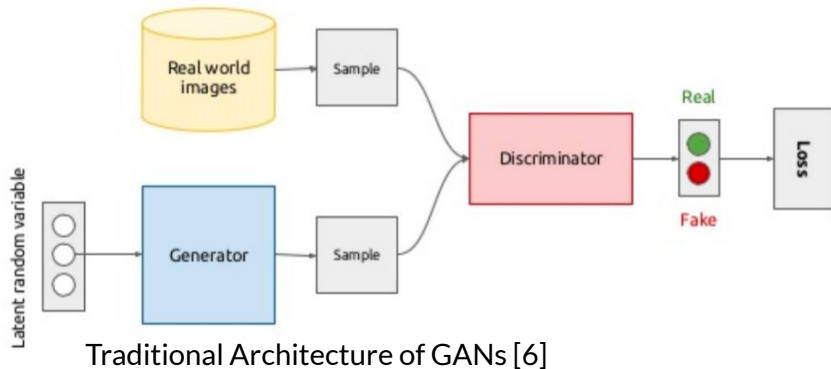 Real world
images
Sample
Real
Discriminator
Loss
Fake
Latent random variable
Generator
Sample
Traditional Architecture of GANs [6]